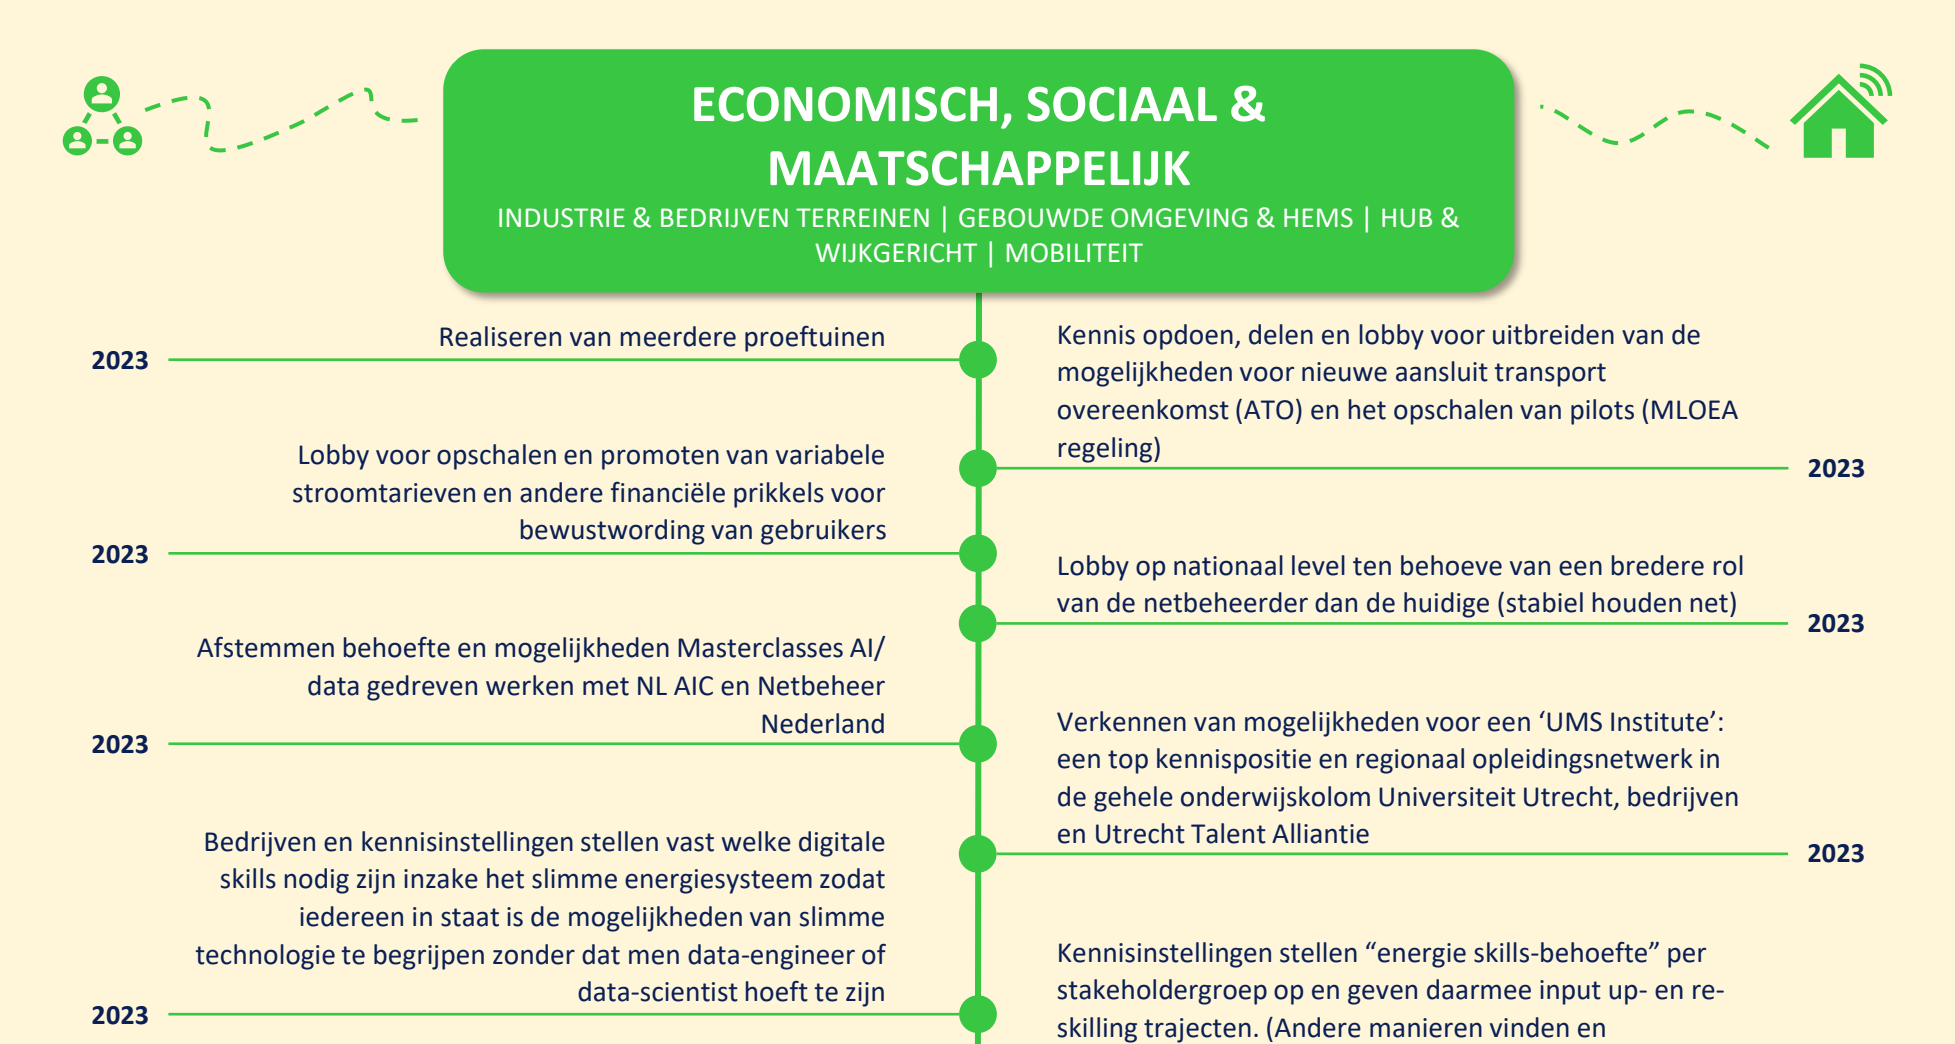 ECONOMISCH, SOCIAAL &
MAATSCHAPPELIJK
INDUSTRIE & BEDRIJVEN TERREINEN | GEBOUWDE OMGEVING & HEMS | HUB &
WIJKGERICHT | MOBILITEIT
Realiseren van meerdere proeftuinen
2023
Kennis opdoen, delen en lobby voor uitbreiden van de
mogelijkheden voor nieuwe aansluit transport
overeenkomst (ATO) en het opschalen van pilots (MLOEA
regeling)
2023
Lobby voor opschalen en promoten van variabele
stroomtarieven en andere financiële prikkels voor
bewustwording van gebruikers
2023
Lobby op nationaal level ten behoeve van een bredere rol
van de netbeheerder dan de huidige (stabiel houden net)
2023
Afstemmen behoefte en mogelijkheden Masterclasses AI/
data gedreven werken met NL AIC en Netbeheer
Nederland
2023
Verkennen van mogelijkheden voor een ‘UMS Institute’:
een top kennispositie en regionaal opleidingsnetwerk in
de gehele onderwijskolom Universiteit Utrecht, bedrijven
en Utrecht Talent Alliantie
2023
Bedrijven en kennisinstellingen stellen vast welke digitale
skills nodig zijn inzake het slimme energiesysteem zodat
iedereen in staat is de mogelijkheden van slimme
technologie te begrijpen zonder dat men data-engineer of
data-scientist hoeft te zijn
2023
Kennisinstellingen stellen “energie skills-behoefte” per
stakeholdergroep op en geven daarmee input up- en re-
skilling trajecten. (Andere manieren vinden en